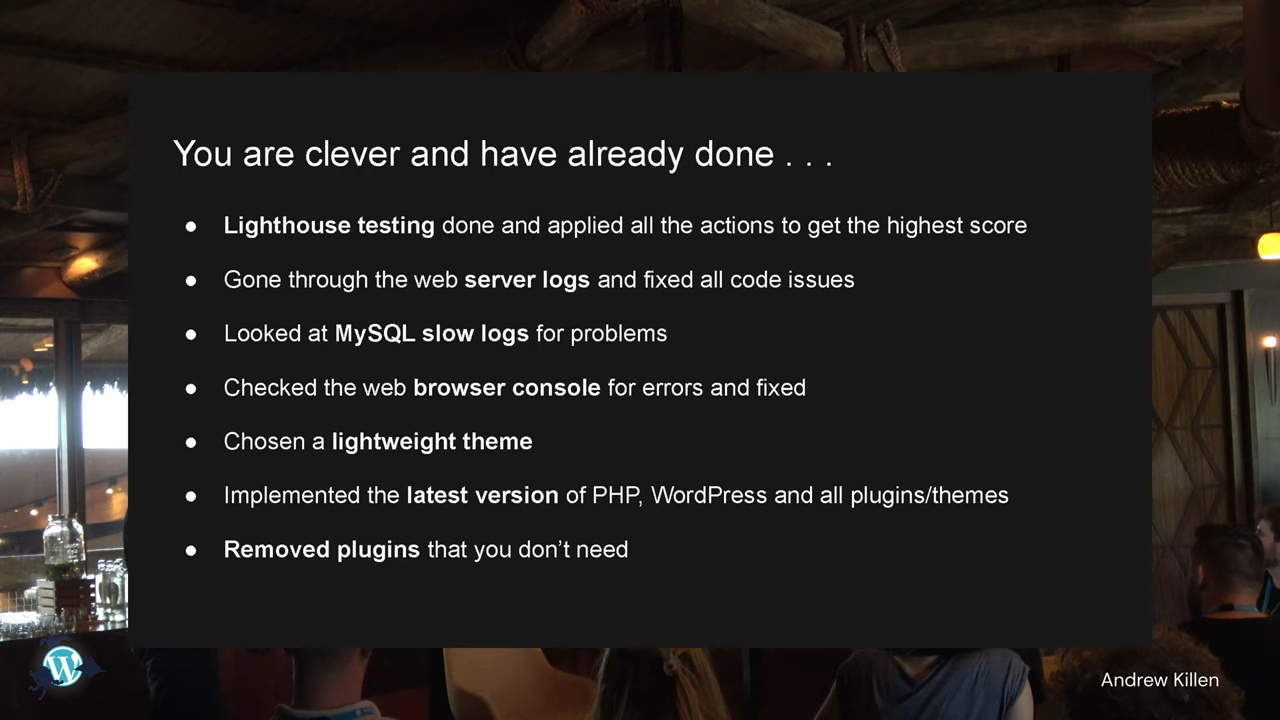 You are clever and have already done . . .
● Lighthouse testing done and applied all the actions to get the highest score
● Gone through the web server logs and fixed all code issues
● Looked at MySQL slow logs for problems
● Checked the web browser console for errors and fixed
● Chosen a lightweight theme
● Implemented the latest version of PHP, WordPress and all plugins/themes
● Removed plugins that you don’t need
W
Andrew Killen